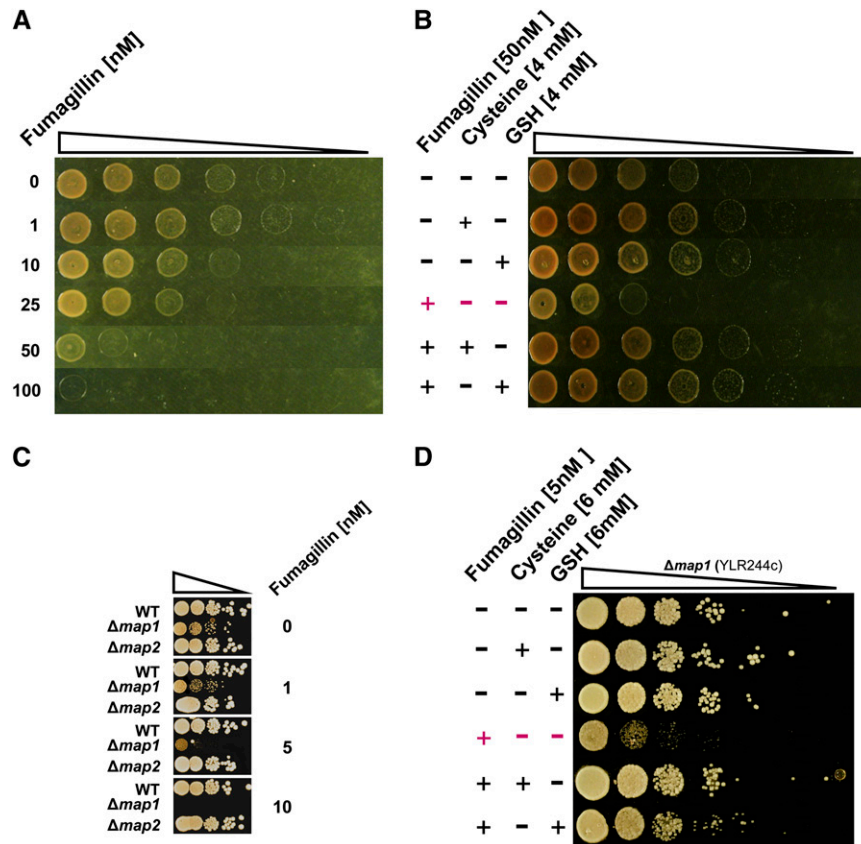 A
Fumagillin [nM]
0
1
10
25
50
100
B
Fumagillin [50nM ]
Cysteine [4 mM]
GSH [4 mM]
- - -
- + -
- - +
+ - -
+ + -
+ - +
C
Fumagillin [nM]
WT
Δmap1
Δmap2
0
WT
Δmap1
Δmap2
1
WT
Δmap1
Δmap2
5
WT
Δmap1
Δmap2
10
D
Fumagillin [5nM ]
Cysteine [6 mM]
GSH [6mM]
Δmap1 (YLR244c)
- - -
- + -
- - +
+ - -
+ + -
+ - +